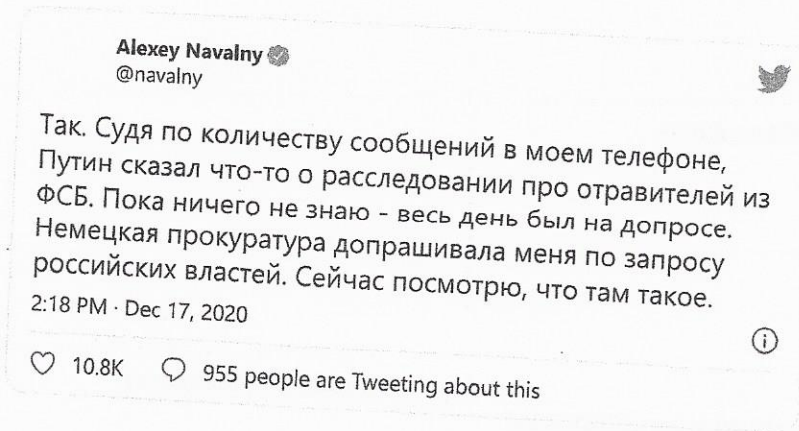 Alexey Navalny
@navalny
Так. Судя по количеству сообщений в моем телефоне,
Путин сказал что-то о расследовании про отравителей из
ФСБ. Пока ничего не знаю - весь день был на допросе.
Немецкая прокуратура допрашивала меня по запросу
российских властей. Сейчас посмотрю, что там такое.
2:18 PM · Dec 17, 2020
10.8K 955 people are Tweeting about this